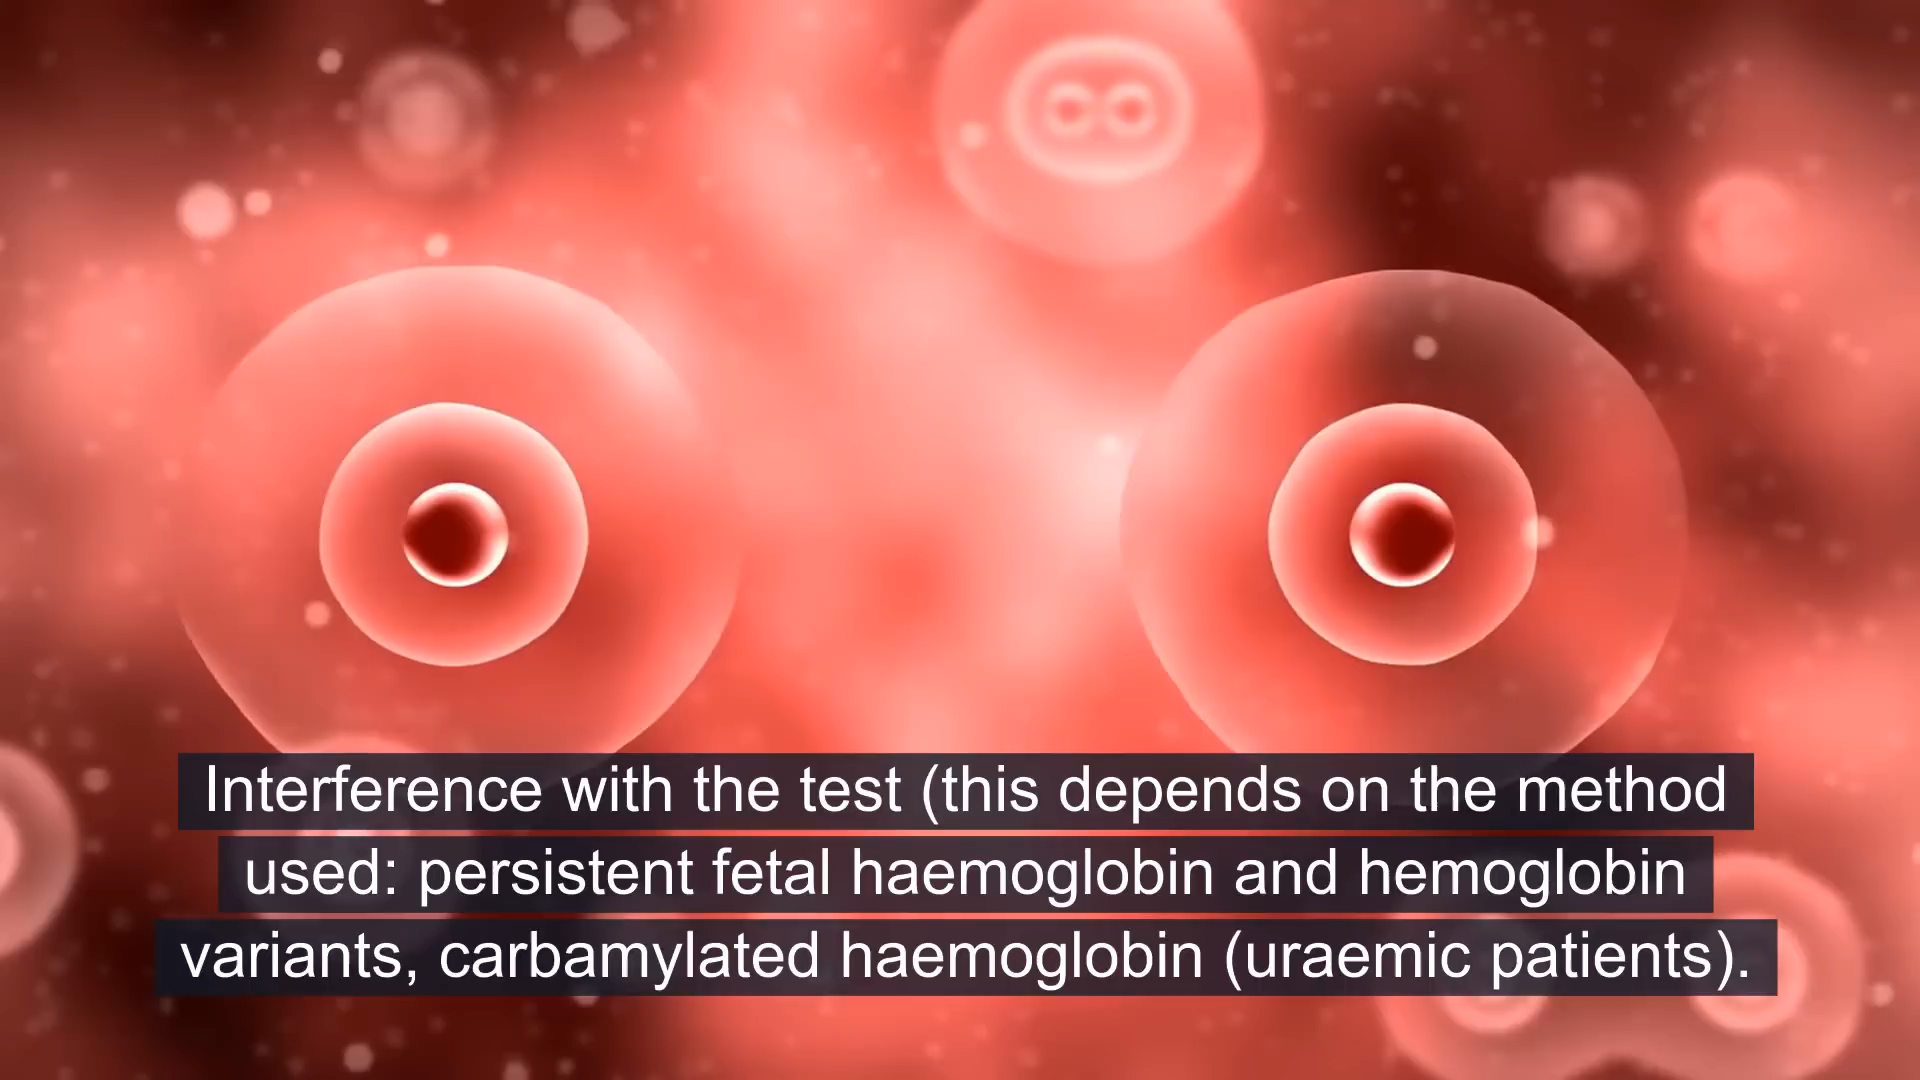 Interference with the test (this depends on the method
used: persistent fetal haemoglobin and hemoglobin
variants, carbamylated haemoglobin (uraemic patients).